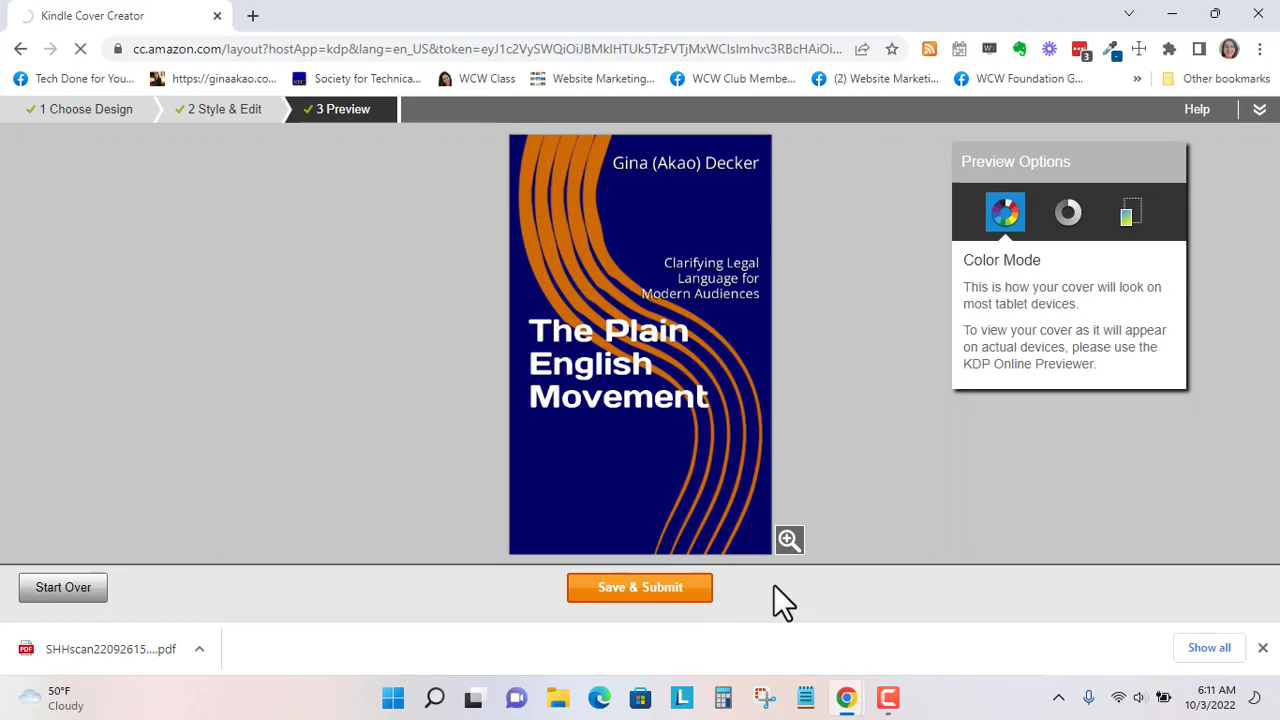 Kindle Cover Creator
cc.amazon.com/layout?hostApp=kdp&lang=en_US&token=eyJ1c2VySWQiOiJBMklHTUk5TzFVTjMxWCIsImhvc3RBcHAiOi...
3
Tech Done for You...
https://ginaakao.co...
Society for Technica...
WCW Class
Website Marketing...
WCW Club Membe...
(2) Website Marketi...
WCW Foundation G...
»
Other bookmarks
1 Choose Design
2 Style & Edit
3 Preview
Help
Gina (Akao) Decker
Clarifying Legal
Language for
Modern Audiences
The Plain
English
Movement
Preview Options
Color Mode
This is how your cover will look on
most tablet devices.
To view your cover as it will appear
on actual devices, please use the
KDP Online Previewer.
Start Over
Save & Submit
PDF
SHHscan22092615....pdf
Show all
50°F
Cloudy
6:11 AM
10/3/2022